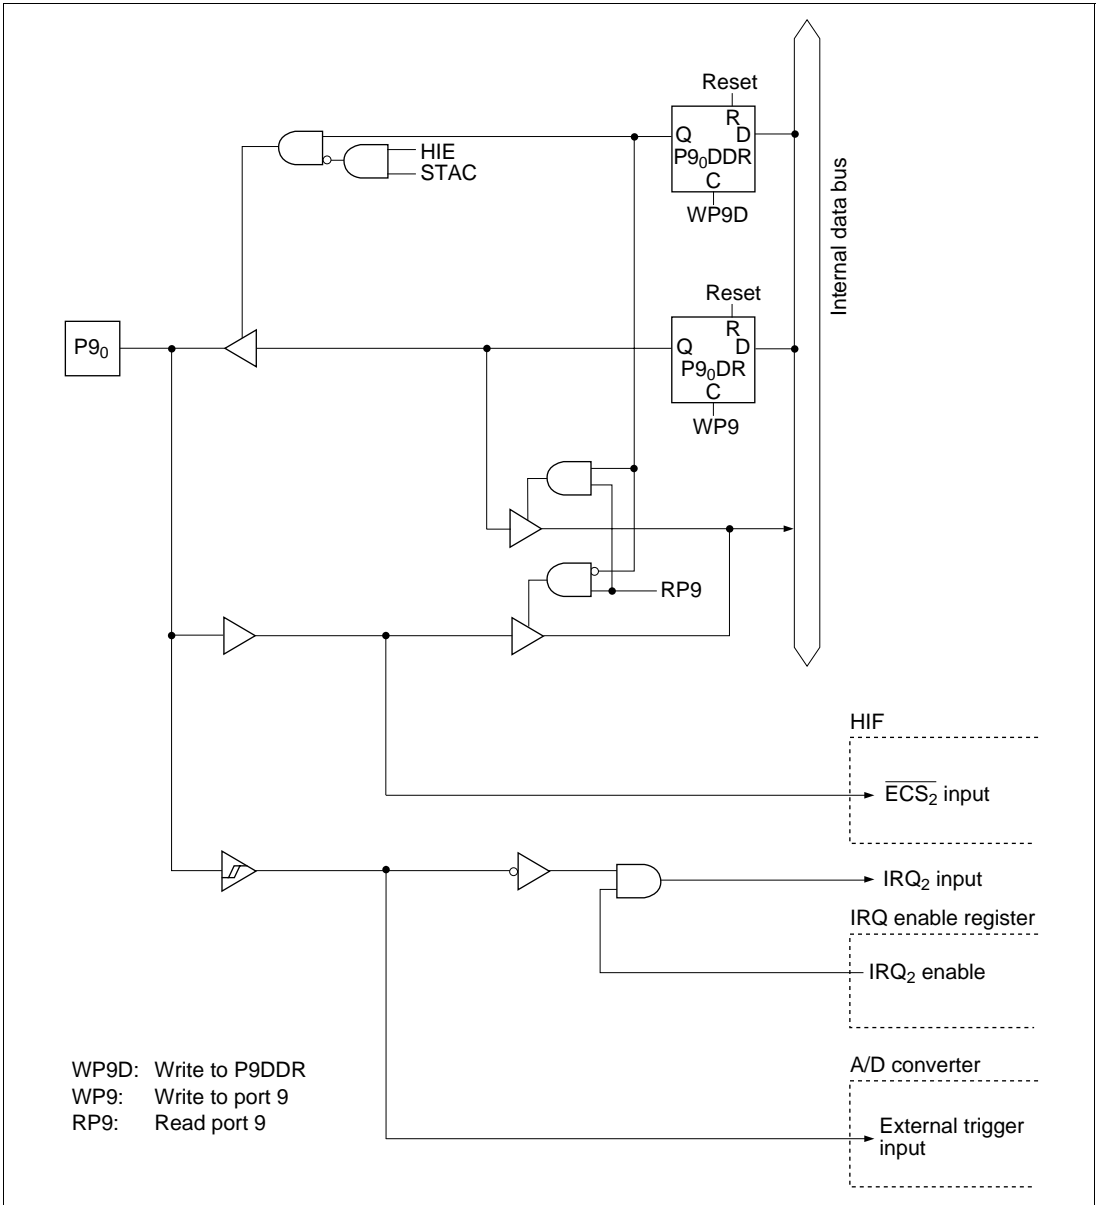 Reset
R
Q D
P9₀DDR
C
WP9D
HIE
STAC
Internal data bus
Reset
R
Q D
P9₀DR
C
WP9
P9₀
RP9
HIF
E̅C̅S̅₂̅ input
IRQ₂ input
IRQ enable register
IRQ₂ enable
A/D converter
External trigger
input
WP9D: Write to P9DDR
WP9: Write to port 9
RP9: Read port 9